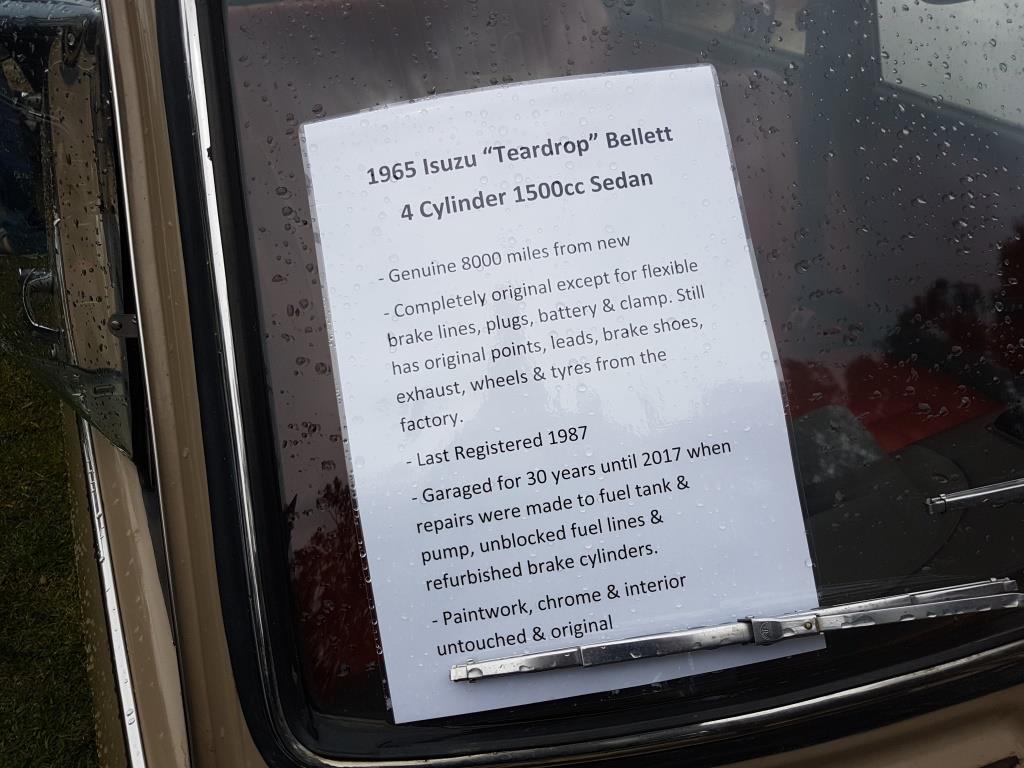 1965 Isuzu “Teardrop” Bellett
4 Cylinder 1500cc Sedan
- Genuine 8000 miles from new
- Completely original except for flexible
brake lines, plugs, battery & clamp. Still
has original points, leads, brake shoes,
exhaust, wheels & tyres from the
factory.
- Last Registered 1987
- Garaged for 30 years until 2017 when
repairs were made to fuel tank &
pump, unblocked fuel lines &
refurbished brake cylinders.
- Paintwork, chrome & interior
untouched & original